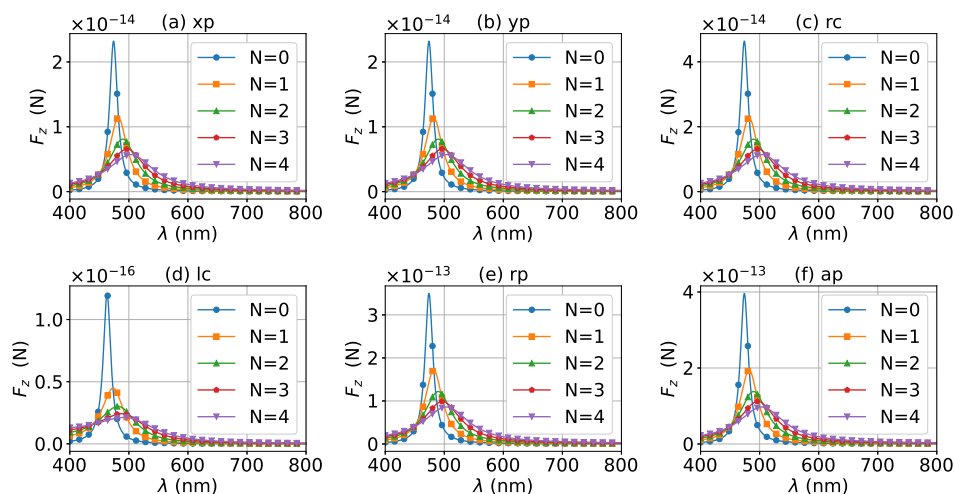 ×10⁻¹⁴ (a) xp
F_z (N)
2
1
0
N=0
N=1
N=2
N=3
N=4
400 500 600 700 800
λ (nm)
×10⁻¹⁴ (b) yp
F_z (N)
2
1
0
N=0
N=1
N=2
N=3
N=4
400 500 600 700 800
λ (nm)
×10⁻¹⁴ (c) rc
F_z (N)
4
2
0
N=0
N=1
N=2
N=3
N=4
400 500 600 700 800
λ (nm)
×10⁻¹⁶ (d) lc
F_z (N)
1.0
0.5
0.0
N=0
N=1
N=2
N=3
N=4
400 500 600 700 800
λ (nm)
×10⁻¹³ (e) rp
F_z (N)
3
2
1
0
N=0
N=1
N=2
N=3
N=4
400 500 600 700 800
λ (nm)
×10⁻¹³ (f) ap
F_z (N)
4
2
0
N=0
N=1
N=2
N=3
N=4
400 500 600 700 800
λ (nm)